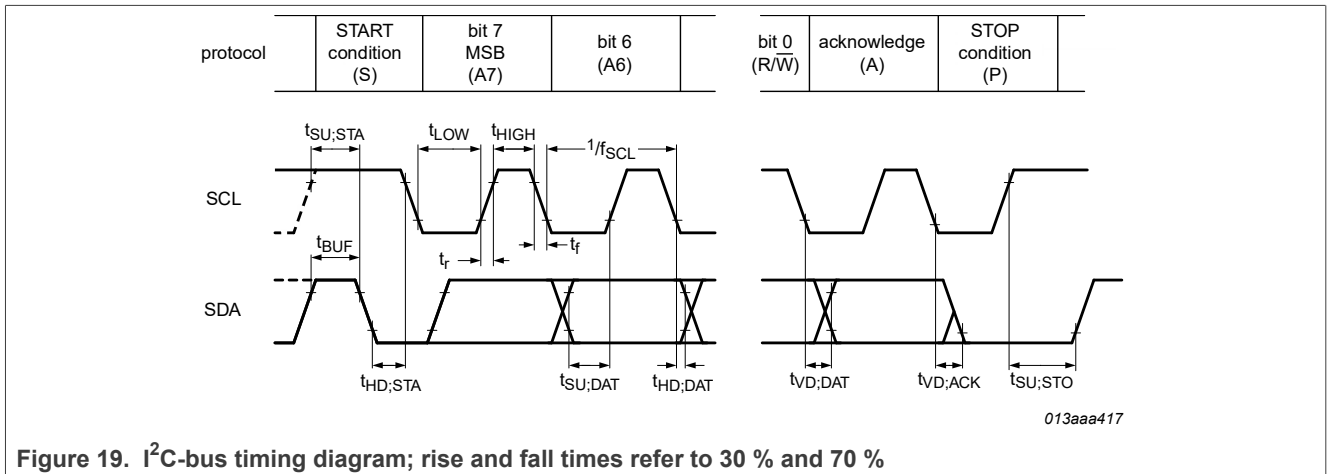 protocol
START
condition
(S)
bit 7
MSB
(A7)
bit 6
(A6)
bit 0
(R/W̅)
acknowledge
(A)
STOP
condition
(P)
tSU;STA
tLOW
tHIGH
1/fSCL
SCL
tBUF
tr
tf
SDA
tHD;STA
tSU;DAT
tHD;DAT
tVD;DAT
tVD;ACK
tSU;STO
013aaa417
Figure 19. I²C-bus timing diagram; rise and fall times refer to 30 % and 70 %